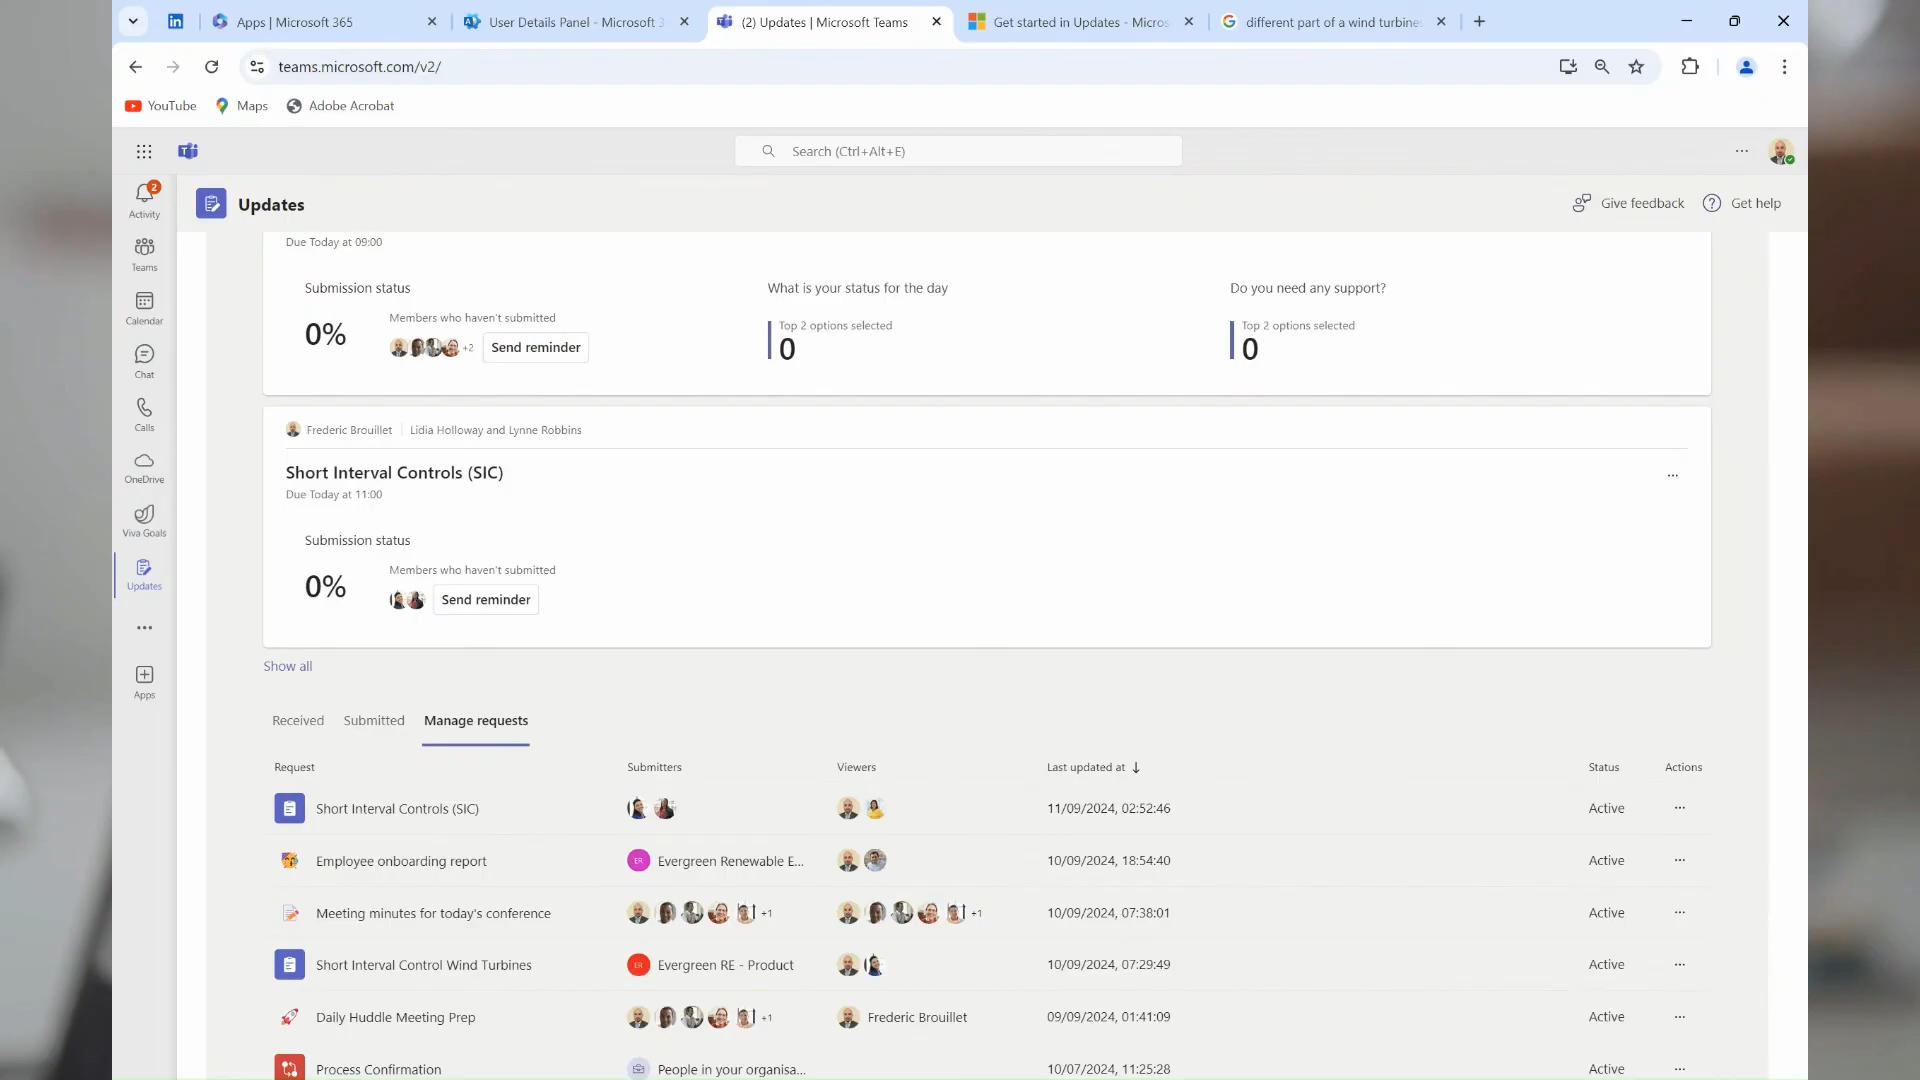 Apps | Microsoft 365
User Details Panel - Microsoft 3
(2) Updates | Microsoft Teams
Get started in Updates - Micros
different part of a wind turbine
teams.microsoft.com/v2/
YouTube
Maps
Adobe Acrobat
Search (Ctrl+Alt+E)
2
Activity
Teams
Calendar
Chat
Calls
OneDrive
Viva Goals
Updates
Apps
Updates
Give feedback
Get help
Due Today at 09:00
Submission status
What is your status for the day
Do you need any support?
0%
Members who haven't submitted
+2
Send reminder
Top 2 options selected
0
Top 2 options selected
0
Frederic Brouillet
Lidia Holloway and Lynne Robbins
Short Interval Controls (SIC)
Due Today at 11:00
Submission status
0%
Members who haven't submitted
Send reminder
Show all
Received Submitted Manage requests
Request Submitters Viewers Last updated at Status Actions
Short Interval Controls (SIC) 11/09/2024, 02:52:46 Active
Employee onboarding report ER Evergreen Renewable E... 10/09/2024, 18:54:40 Active
Meeting minutes for today's conference +1 +1 10/09/2024, 07:38:01 Active
Short Interval Control Wind Turbines ER Evergreen RE - Product 10/09/2024, 07:29:49 Active
Daily Huddle Meeting Prep +1 Frederic Brouillet 09/09/2024, 01:41:09 Active
Process Confirmation People in your organisa... 10/07/2024, 11:25:28 Active